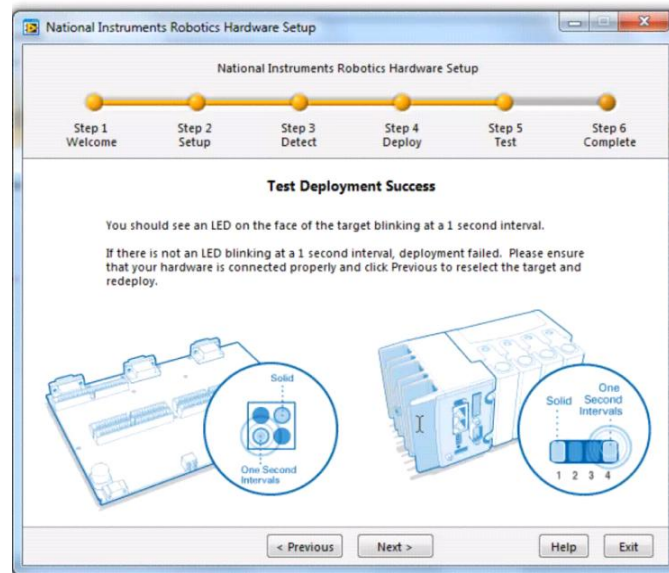 National Instruments Robotics Hardware Setup
National Instruments Robotics Hardware Setup
Step 1
Welcome
Step 2
Setup
Step 3
Detect
Step 4
Deploy
Step 5
Test
Step 6
Complete
Test Deployment Success
You should see an LED on the face of the target blinking at a 1 second interval.
If there is not an LED blinking at a 1 second interval, deployment failed. Please ensure
that your hardware is connected properly and click Previous to reselect the target and
redeploy.
Solid
One Second
Intervals
Solid
One
Second
Intervals
1 2 3 4
< Previous
Next >
Help
Exit